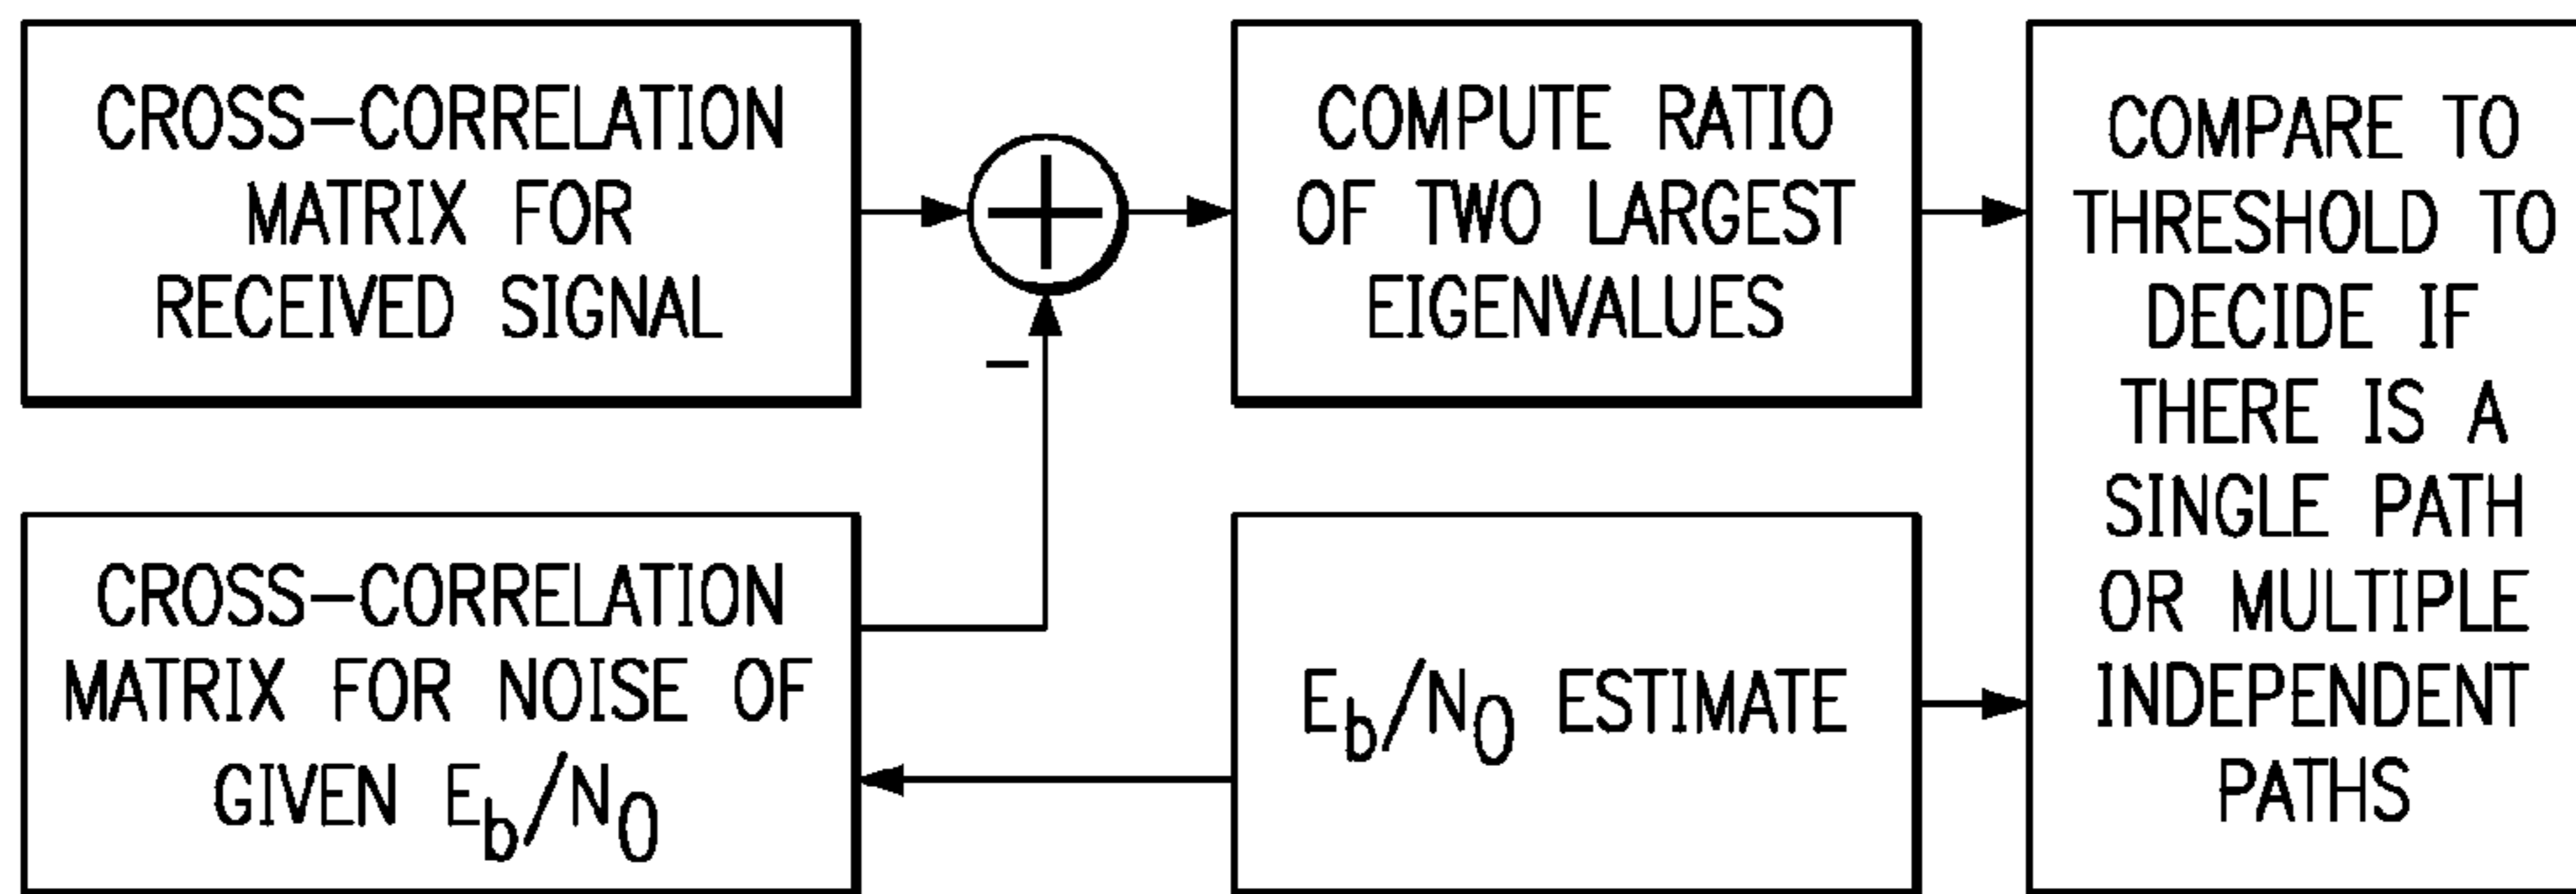 CROSS-CORRELATION
MATRIX FOR
RECEIVED SIGNAL
–
COMPUTE RATIO
OF TWO LARGEST
EIGENVALUES
CROSS-CORRELATION
MATRIX FOR NOISE OF
GIVEN Eb/N0
Eb/N0 ESTIMATE
COMPARE TO
THRESHOLD TO
DECIDE IF
THERE IS A
SINGLE PATH
OR MULTIPLE
INDEPENDENT
PATHS